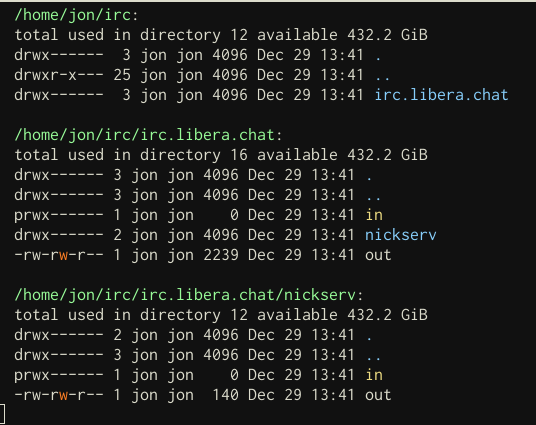 /home/jon/irc:
total used in directory 12 available 432.2 GiB
drwx------  3 jon jon 4096 Dec 29 13:41 .
drwxr-x--- 25 jon jon 4096 Dec 29 13:41 ..
drwx------  3 jon jon 4096 Dec 29 13:41 irc.libera.chat

/home/jon/irc/irc.libera.chat:
total used in directory 16 available 432.2 GiB
drwx------ 3 jon jon 4096 Dec 29 13:41 .
drwx------ 3 jon jon 4096 Dec 29 13:41 ..
prwx------ 1 jon jon    0 Dec 29 13:41 in
drwx------ 2 jon jon 4096 Dec 29 13:41 nickserv
-rw-rw-r-- 1 jon jon 2239 Dec 29 13:41 out

/home/jon/irc/irc.libera.chat/nickserv:
total used in directory 12 available 432.2 GiB
drwx------ 2 jon jon 4096 Dec 29 13:41 .
drwx------ 3 jon jon 4096 Dec 29 13:41 ..
prwx------ 1 jon jon    0 Dec 29 13:41 in
-rw-rw-r-- 1 jon jon  140 Dec 29 13:41 out